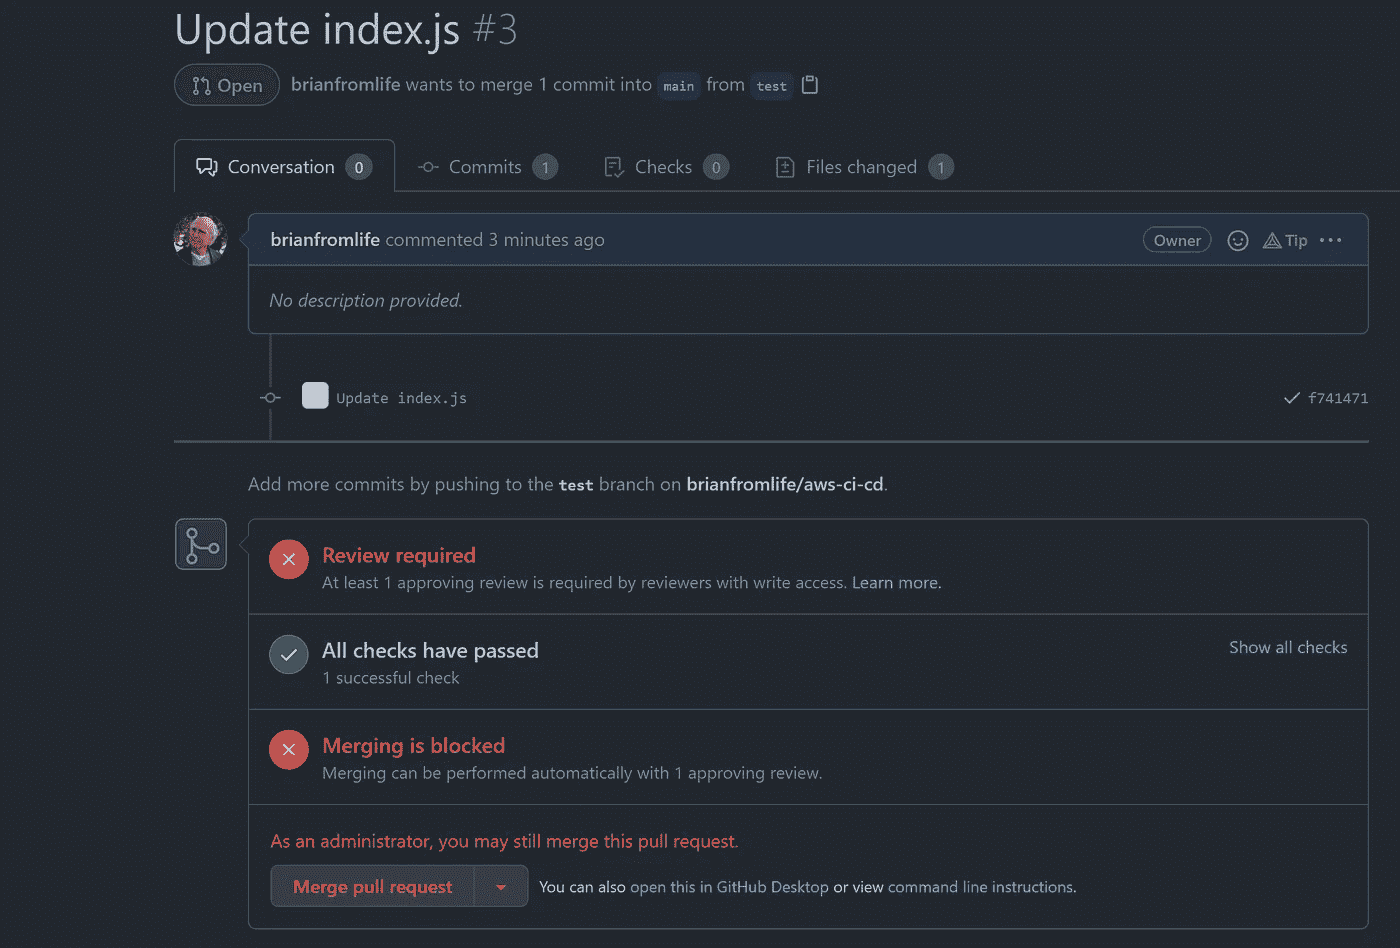 Update index.js #3
Open brianfromlife wants to merge 1 commit into main from test
Conversation 0 Commits 1 Checks 0 Files changed 1
brianfromlife commented 3 minutes ago Owner Tip
No description provided.
Update index.js f741471
Add more commits by pushing to the test branch on brianfromlife/aws-ci-cd.
Review required
At least 1 approving review is required by reviewers with write access. Learn more.
All checks have passed Show all checks
1 successful check
Merging is blocked
Merging can be performed automatically with 1 approving review.
As an administrator, you may still merge this pull request.
Merge pull request You can also open this in GitHub Desktop or view command line instructions.